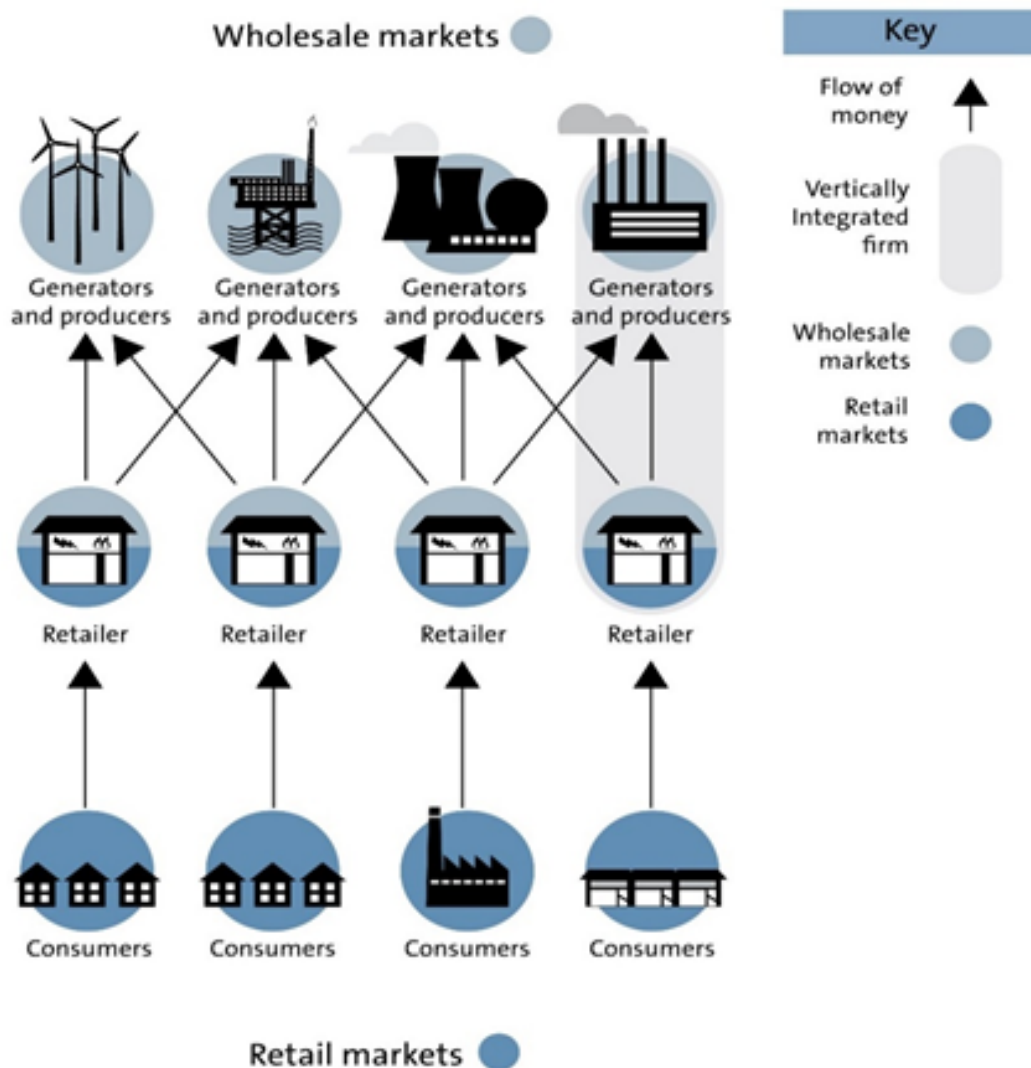 Wholesale markets
Key
Flow of
money
Vertically
Integrated
firm
Wholesale
markets
Retail
markets
Generators
and producers
Generators
and producers
Generators
and producers
Generators
and producers
Retailer
Retailer
Retailer
Retailer
Consumers
Consumers
Consumers
Consumers
Retail markets